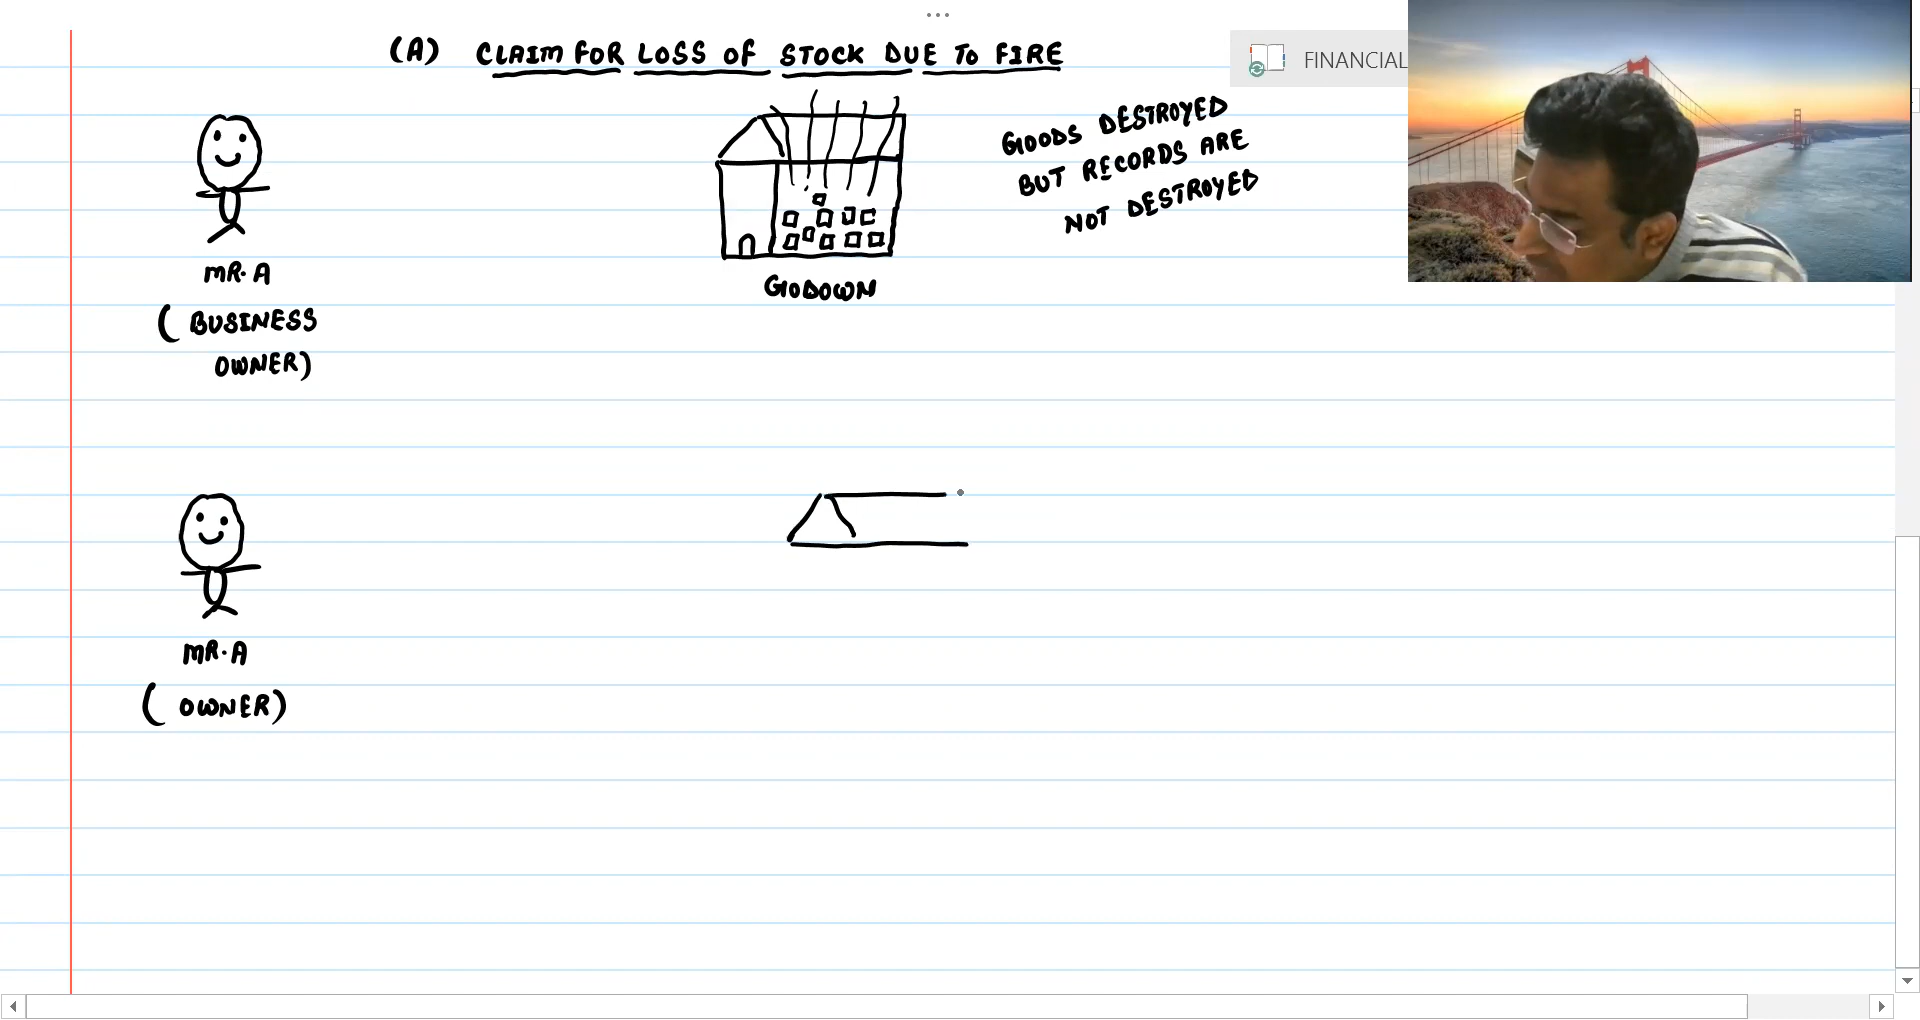 (A) CLAIM FOR LOSS OF STOCK DUE TO FIRE
FINANCIAL
GOODS DESTROYED
BUT RECORDS ARE
NOT DESTROYED
MR. A
(BUSINESS
OWNER)
GODOWN
MR. A
(OWNER)